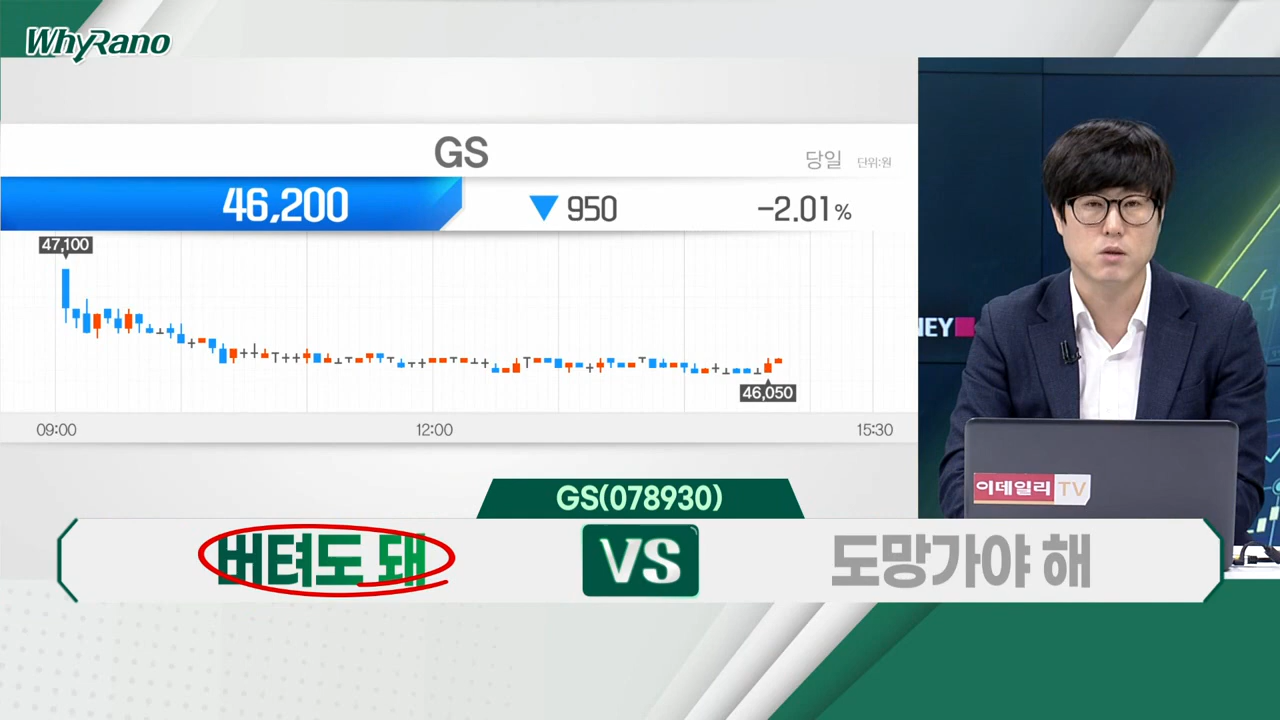 WhyRano
GS
당일 단위:원
46,200 ▼ 950 -2.01%
47,100
46,050
09:00 12:00 15:30
NEY
이데일리 TV
GS(078930)
버텨도 돼 VS 도망가야 해